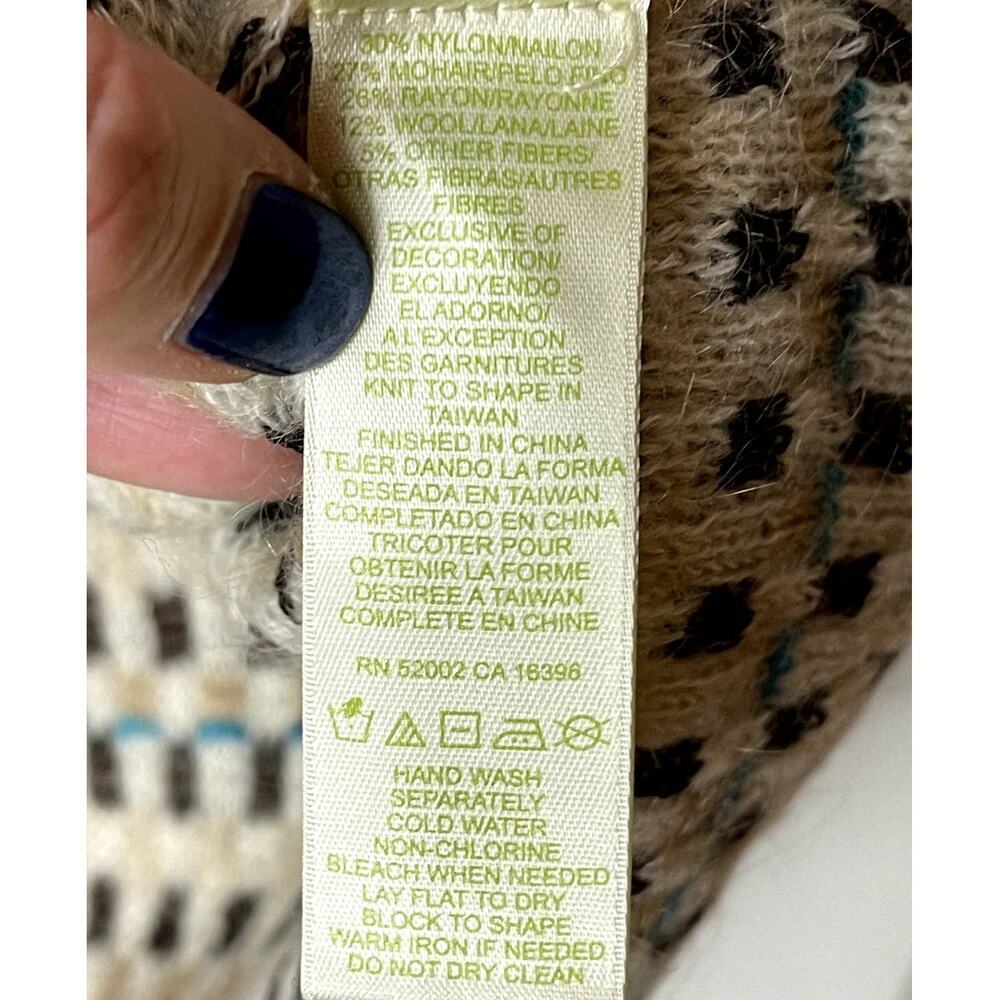 30% NYLON/NAILON
27% MOHAIR/PELO FINO
26% RAYON/RAYONNE
12% WOOL/LANA/LAINE
5% OTHER FIBERS/
OTRAS FIBRAS/AUTRES
FIBRES
EXCLUSIVE OF
DECORATION/
EXCLUYENDO
EL ADORNO/
A L'EXCEPTION
DES GARNITURES
KNIT TO SHAPE IN
TAIWAN
FINISHED IN CHINA
TEJER DANDO LA FORMA
DESEADA EN TAIWAN
COMPLETADO EN CHINA
TRICOTER POUR
OBTENIR LA FORME
DESIREE A TAIWAN
COMPLETE EN CHINE
RN 52002 CA 16396
HAND WASH
SEPARATELY
COLD WATER
NON-CHLORINE
BLEACH WHEN NEEDED
LAY FLAT TO DRY
BLOCK TO SHAPE
WARM IRON IF NEEDED
DO NOT DRY CLEAN